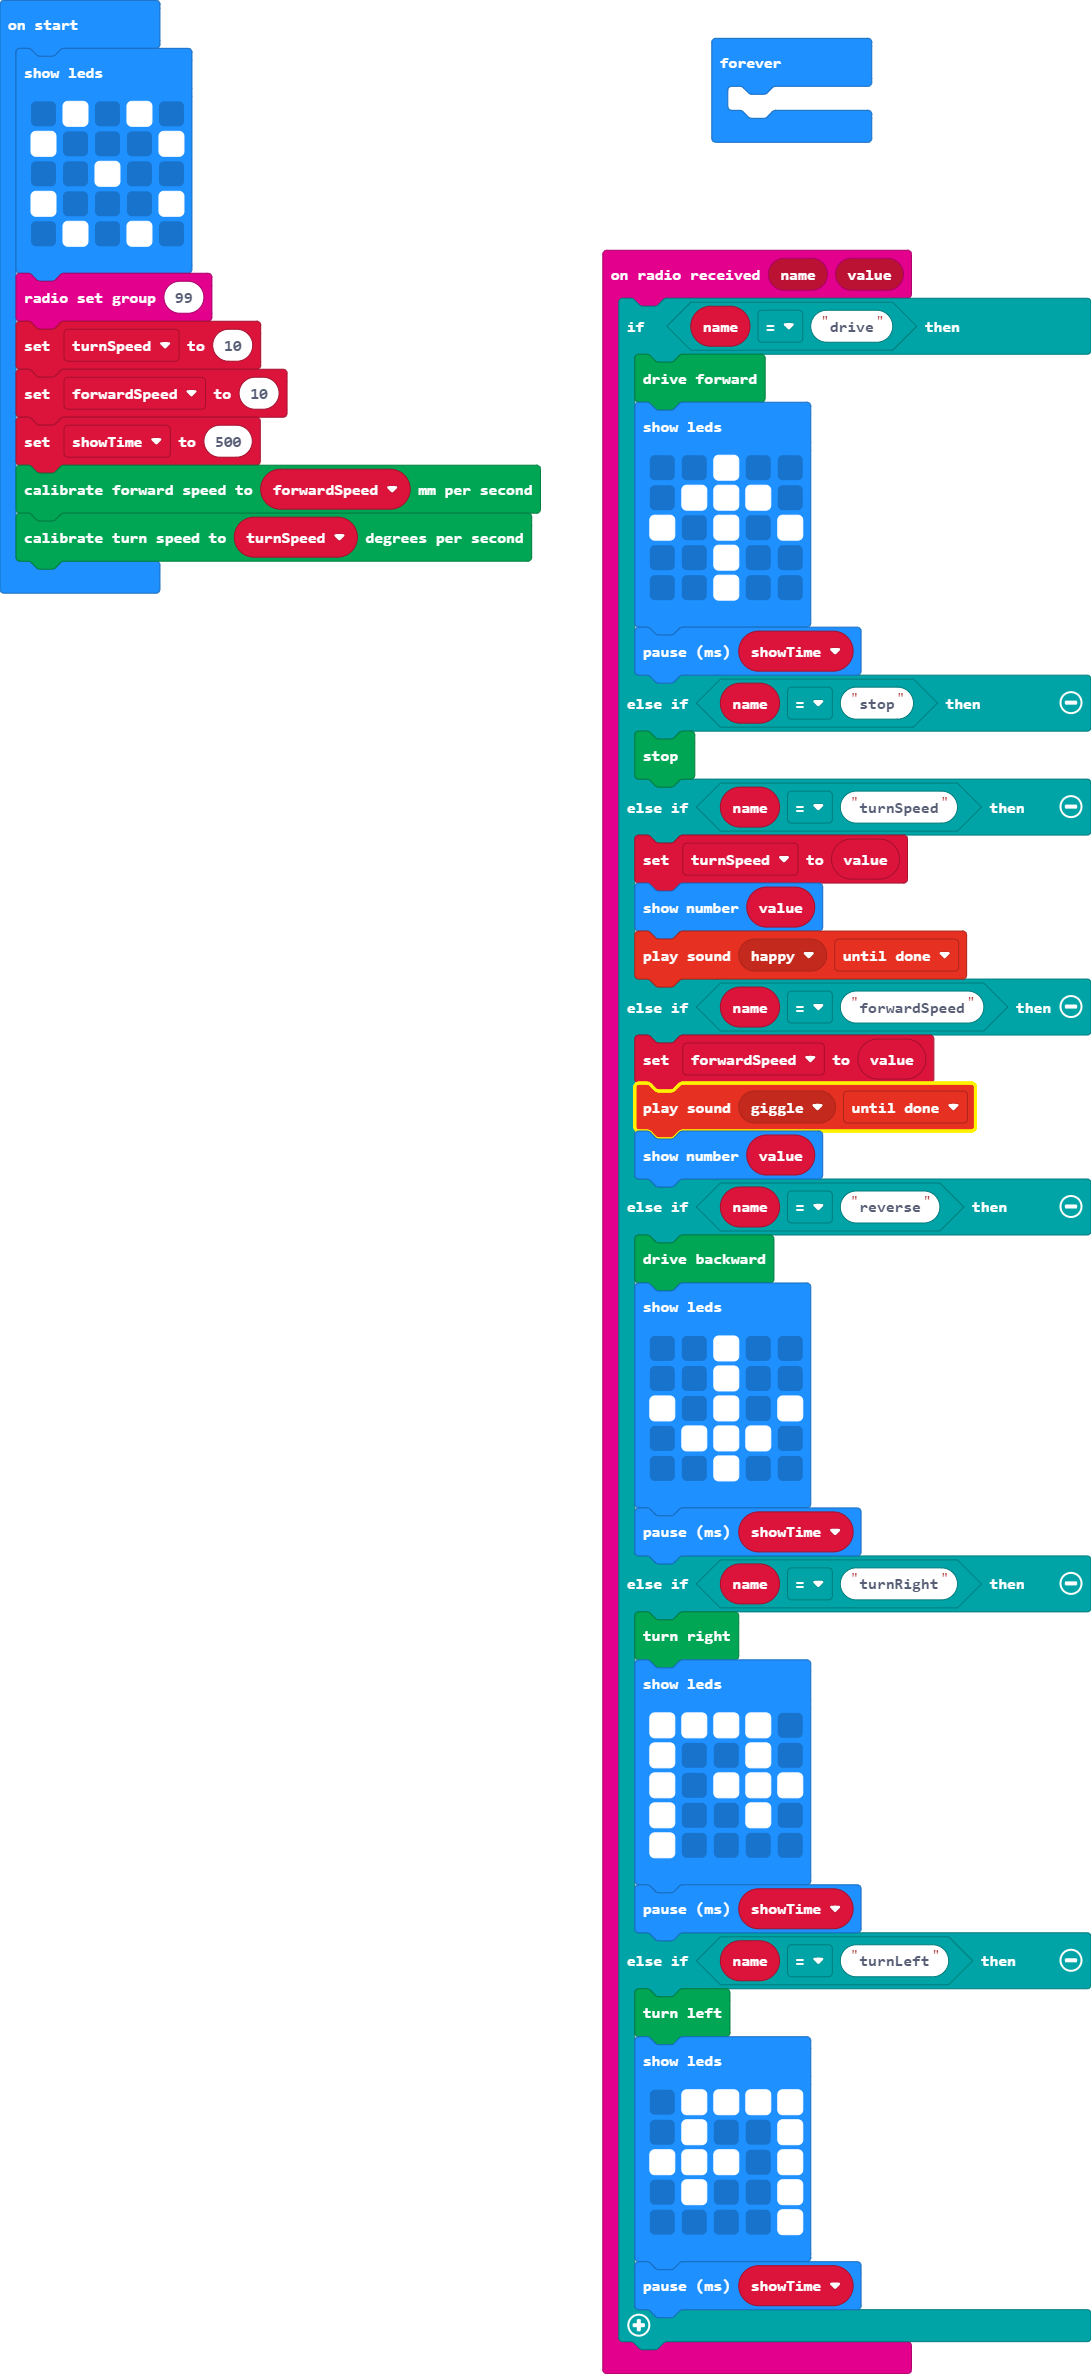 on start
show leds
radio set group 99
set turnSpeed to 10
set forwardSpeed to 10
set showTime to 500
calibrate forward speed to forwardSpeed mm per second
calibrate turn speed to turnSpeed degrees per second
forever
on radio received name value
if name = "drive" then
drive forward
show leds
pause (ms) showTime
else if name = "stop" then
stop
else if name = "turnSpeed" then
set turnSpeed to value
show number value
play sound happy until done
else if name = "forwardSpeed" then
set forwardSpeed to value
play sound giggle until done
show number value
else if name = "reverse" then
drive backward
show leds
pause (ms) showTime
else if name = "turnRight" then
turn right
show leds
pause (ms) showTime
else if name = "turnLeft" then
turn left
show leds
pause (ms) showTime